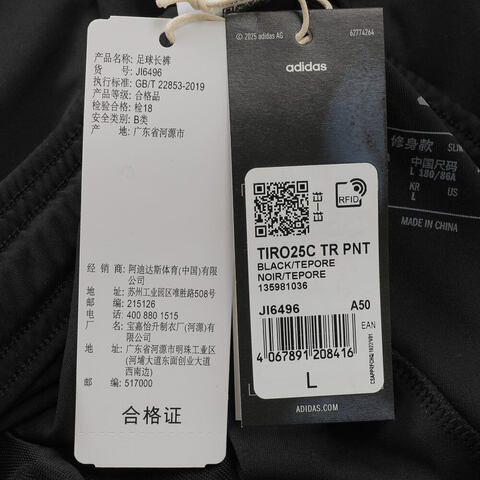 产品名称: 足球长裤
货 号: JI6496
执行标准: GB/T 22853-2019
产品等级: 合格品
检验合格: 检18
安全类别: B类
产 地: 广东省河源市
经 销 商: 阿迪达斯体育(中国)有限公司
地 址: 苏州工业园区唯胜路508号
邮 编: 215126
电 话: 400 880 1515
厂 名: 宝嘉怡升制衣厂(河源)有限公司
厂 址: 广东省河源市明珠工业园(河埔大道东面创业大道西南边)
邮 编: 517000
合格证
© 2025 adidas AG
62774264
adidas
RFID
TIRO25C TR PNT
BLACK/TEPORE
NOIR/TEPORE
135981036
JI6496 A50
EAN
4 067891 208416
L
ADIDAS.COM
修身款 SLIM
中国尺码
L 180/86A
KR US
L
MADE IN CHINA